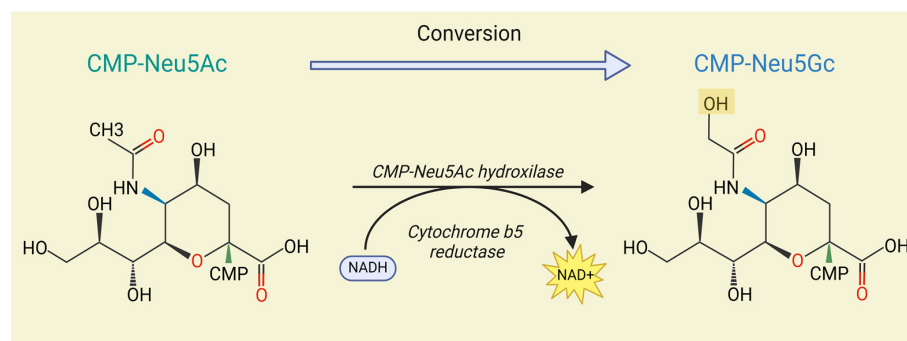 Conversion
CMP-Neu5Ac
CMP-Neu5Gc
OH
CH3
O
OH
HN
OH
HO
O
CMP
OH
O
OH
CMP-Neu5Ac hydroxilase
Cytochrome b5
reductase
NADH
NAD+
O
OH
HN
OH
HO
O
CMP
OH
O
OH